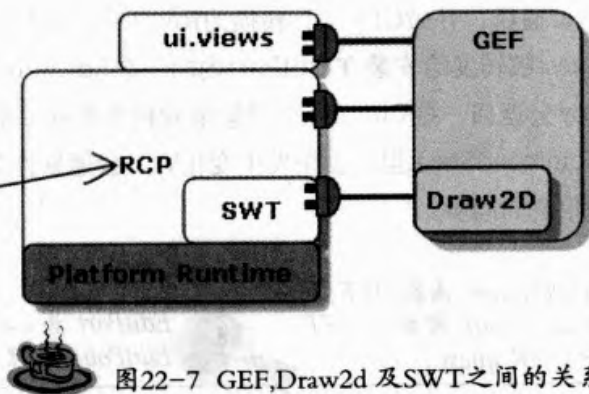 ui.views
GEF
RCP
SWT
Draw2D
Platform Runtime
图22-7 GEF,Draw2d 及SWT之间的关